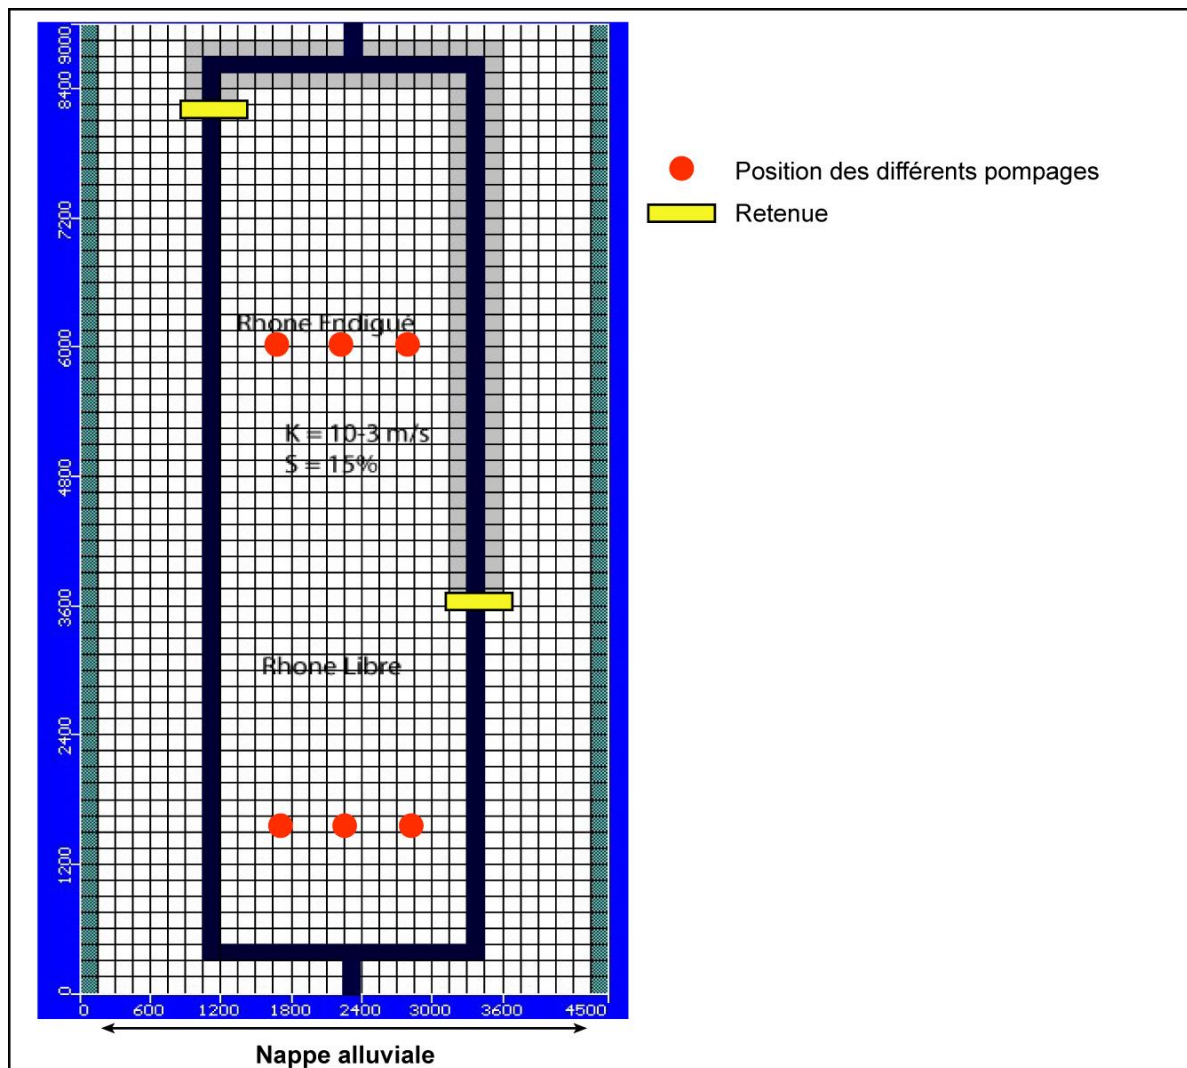 9000
8400
7200
6000
4800
3600
2400
1200
0
Position des différents pompages
Retenue
Rhone Endigué
K = 10-3 m/s
S = 15%
Rhone Libre
0 600 1200 1800 2400 3000 3600 4500
Nappe alluviale